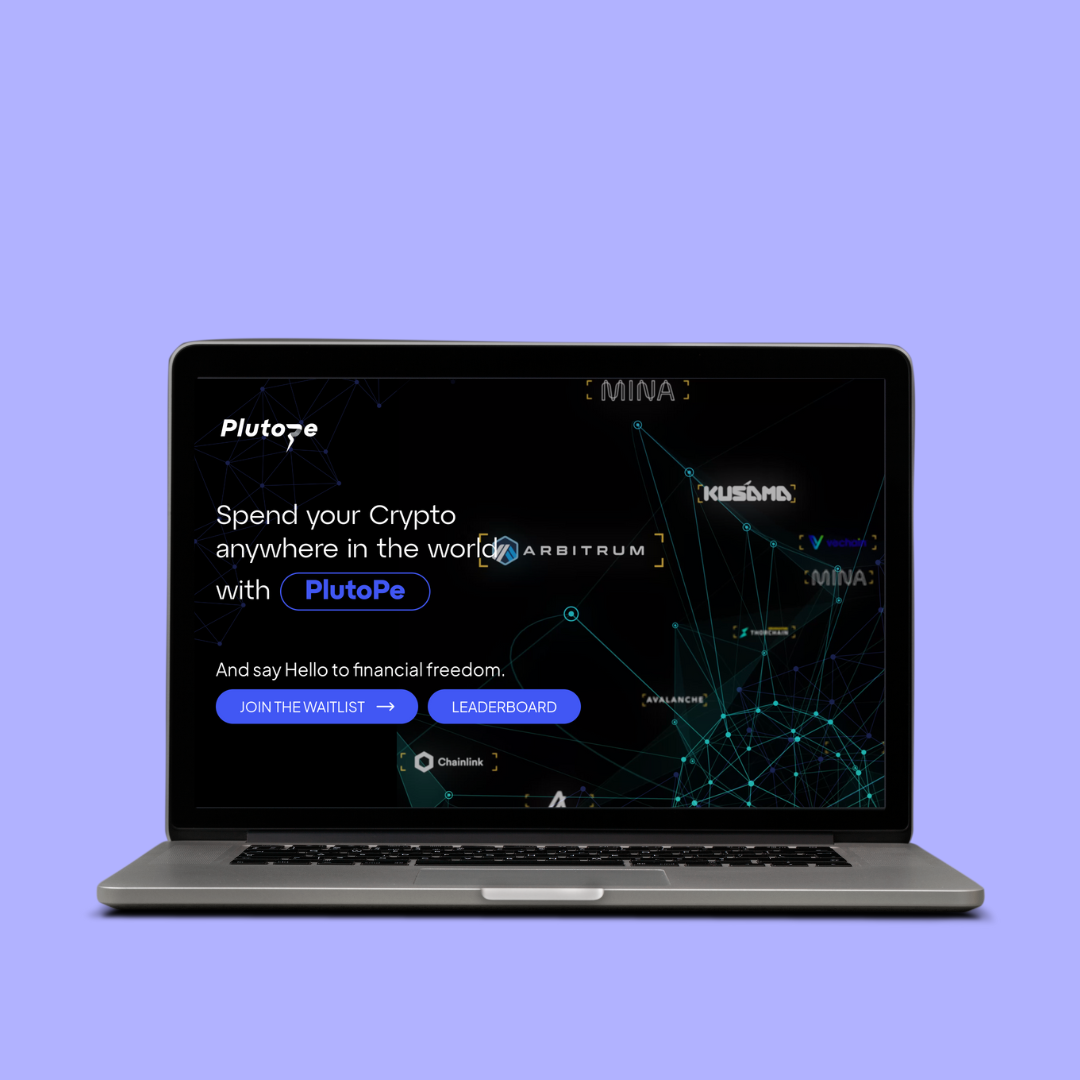 MINA
PlutoPe
KUSAMA
Spend your Crypto
anywhere in the world
ARBITRUM
vechain
with PlutoPe
MINA
THORCHAIN
And say Hello to financial freedom.
AVALANCHE
JOIN THE WAITLIST →
LEADERBOARD
Chainlink